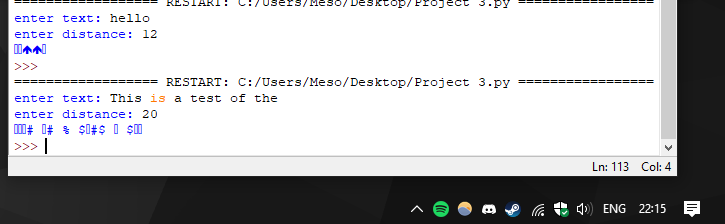 ================== RESTART: C:/Users/Meso/Desktop/Project 3.py =================
enter text: hello
enter distance: 12
▯▯♠♠▯
>>>
================== RESTART: C:/Users/Meso/Desktop/Project 3.py =================
enter text: This is a test of the
enter distance: 20
▯▯▯# ▯# % $▯#$ ▯ $▯▯
>>>
Ln: 113 Col: 4
ENG 22:15